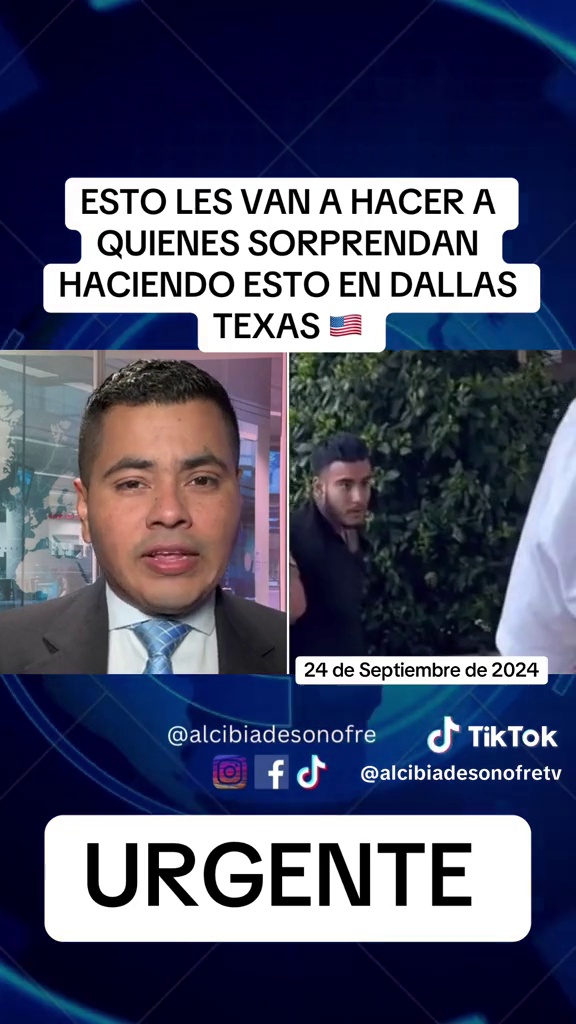 ESTO LES VAN A HACER A
QUIENES SORPRENDAN
HACIENDO ESTO EN DALLAS
TEXAS 🇺🇸
24 de Septiembre de 2024
@alcibiadesonofre
TikTok
@alcibiadesonofretv
URGENTE